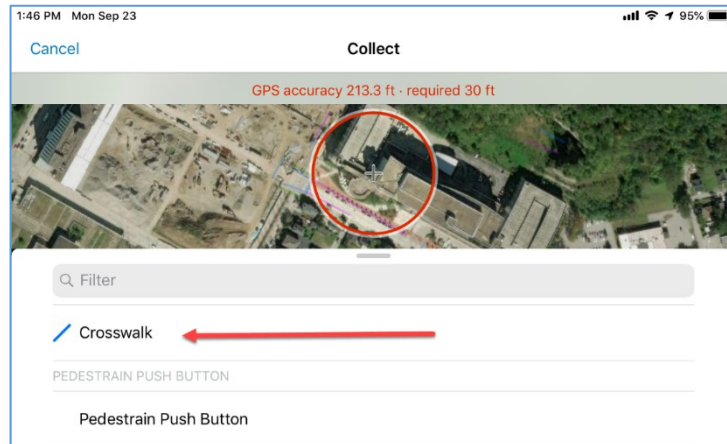 1:46 PM Mon Sep 23 95%
Cancel Collect
GPS accuracy 213.3 ft · required 30 ft
Filter
Crosswalk
PEDESTRAIN PUSH BUTTON
Pedestrain Push Button